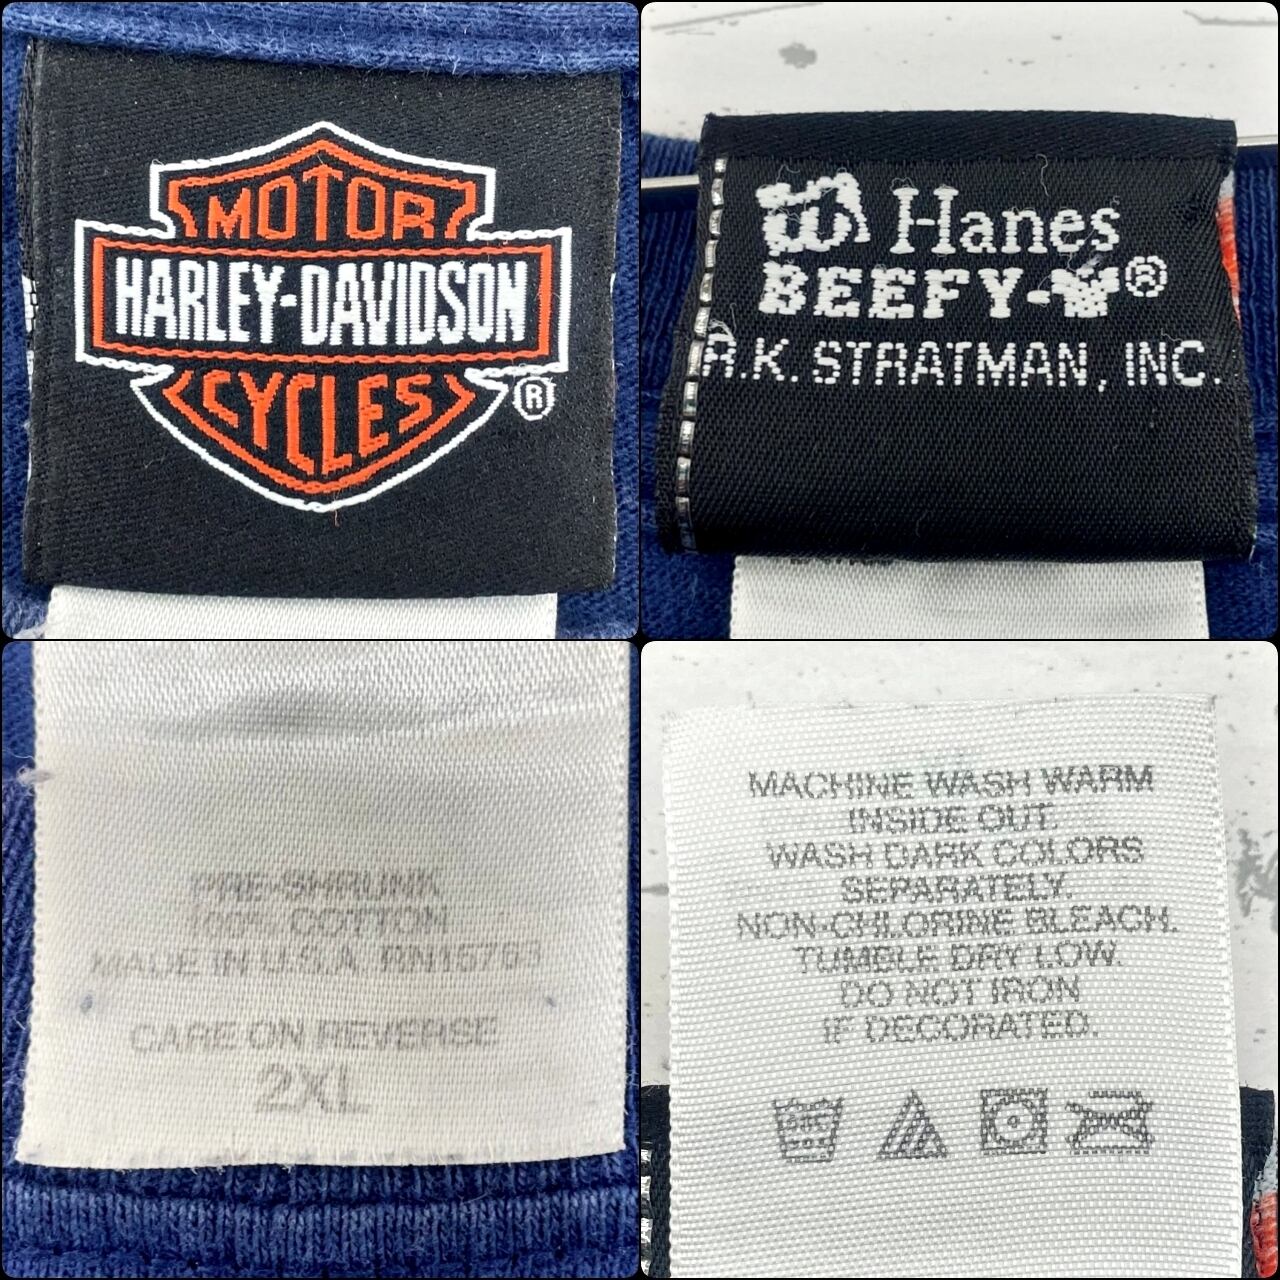 MOTOR
HARLEY-DAVIDSON
CYCLES
®
Hanes
BEEFY-T®
R.K. STRATMAN, INC.
PRE-SHRUNK
COTTON
MADE IN U.S.A. RN15763
CARE ON REVERSE
2XL
MACHINE WASH WARM
INSIDE OUT.
WASH DARK COLORS
SEPARATELY.
NON-CHLORINE BLEACH.
TUMBLE DRY LOW.
DO NOT IRON
IF DECORATED.